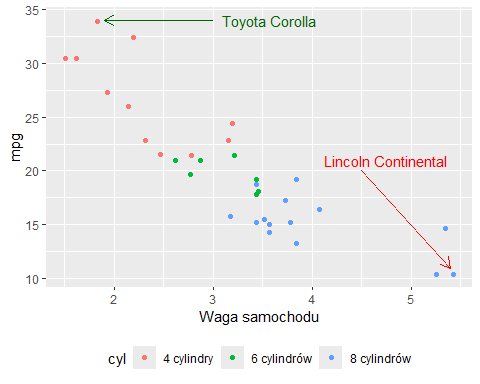 35
Toyota Corolla
30
25
mpg
20
Lincoln Continental
15
10
2 3 4 5
Waga samochodu
cyl 4 cylindry 6 cylindrów 8 cylindrów